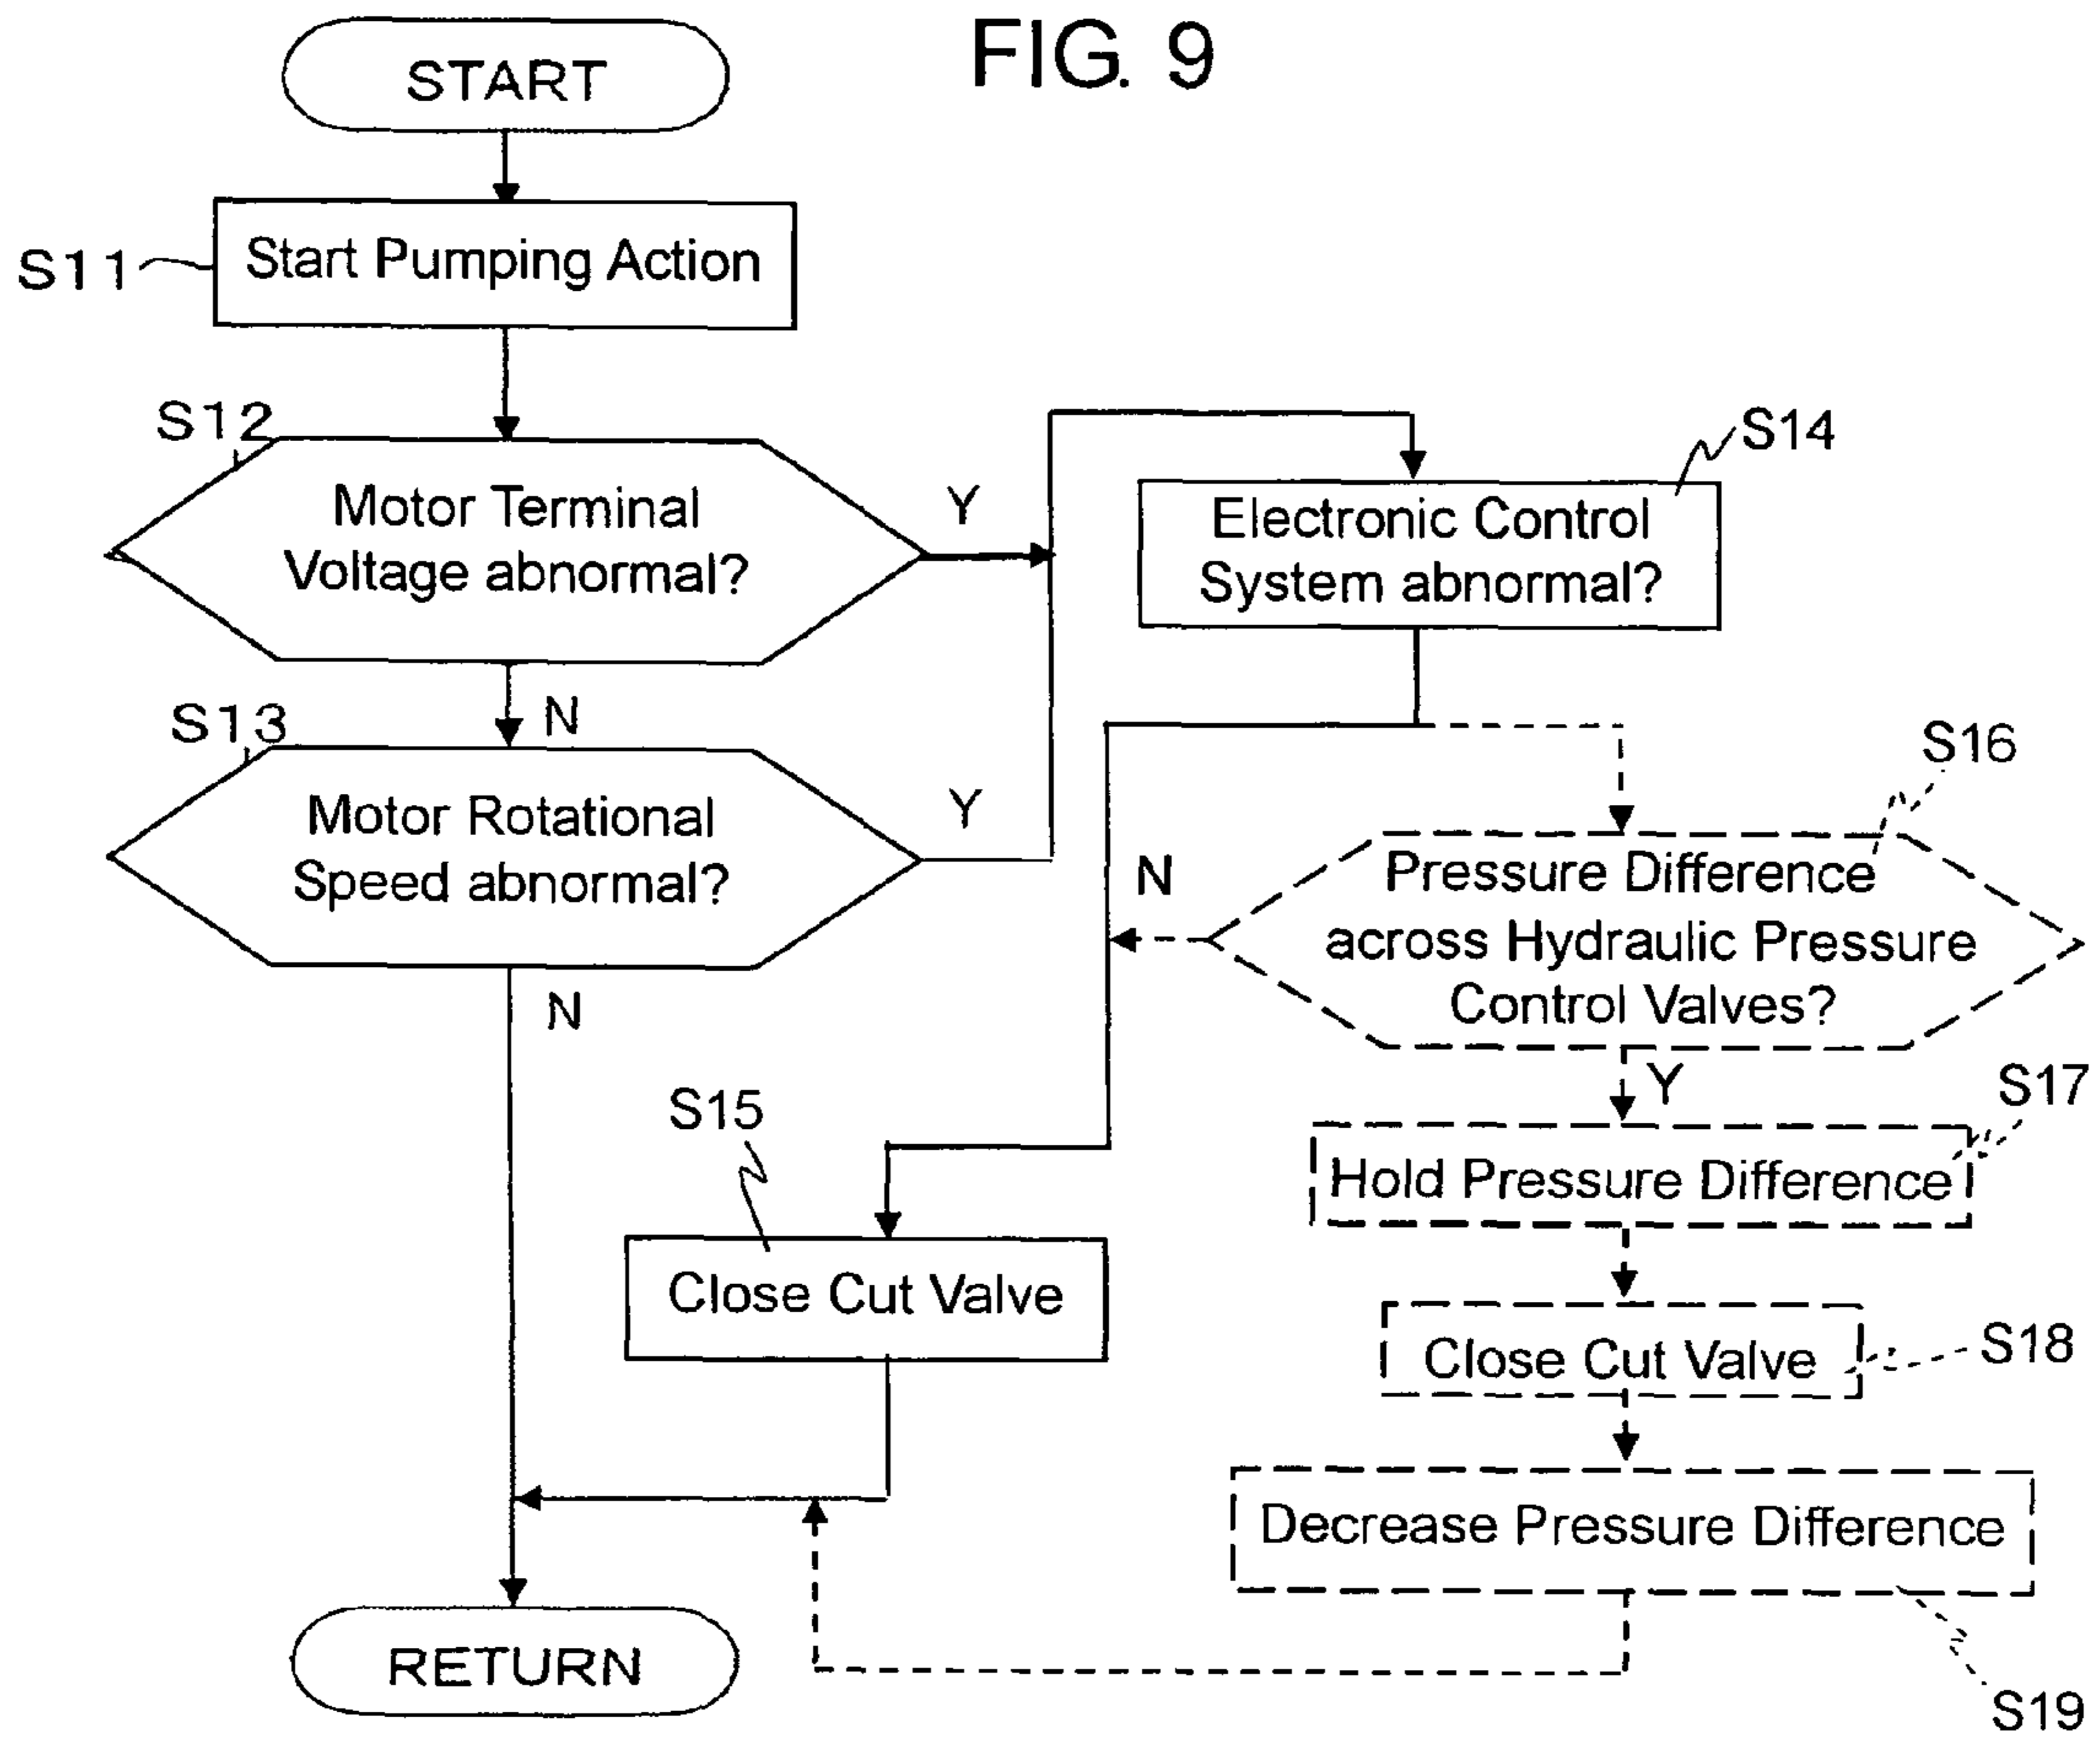 FIG. 9
START
S11
Start Pumping Action
S12
Motor Terminal
Voltage abnormal?
Y
N
S13
Motor Rotational
Speed abnormal?
Y
N
S14
Electronic Control
System abnormal?
S16
Pressure Difference
across Hydraulic Pressure
Control Valves?
N
Y
S15
Close Cut Valve
S17
Hold Pressure Difference
S18
Close Cut Valve
Decrease Pressure Difference
S19
RETURN